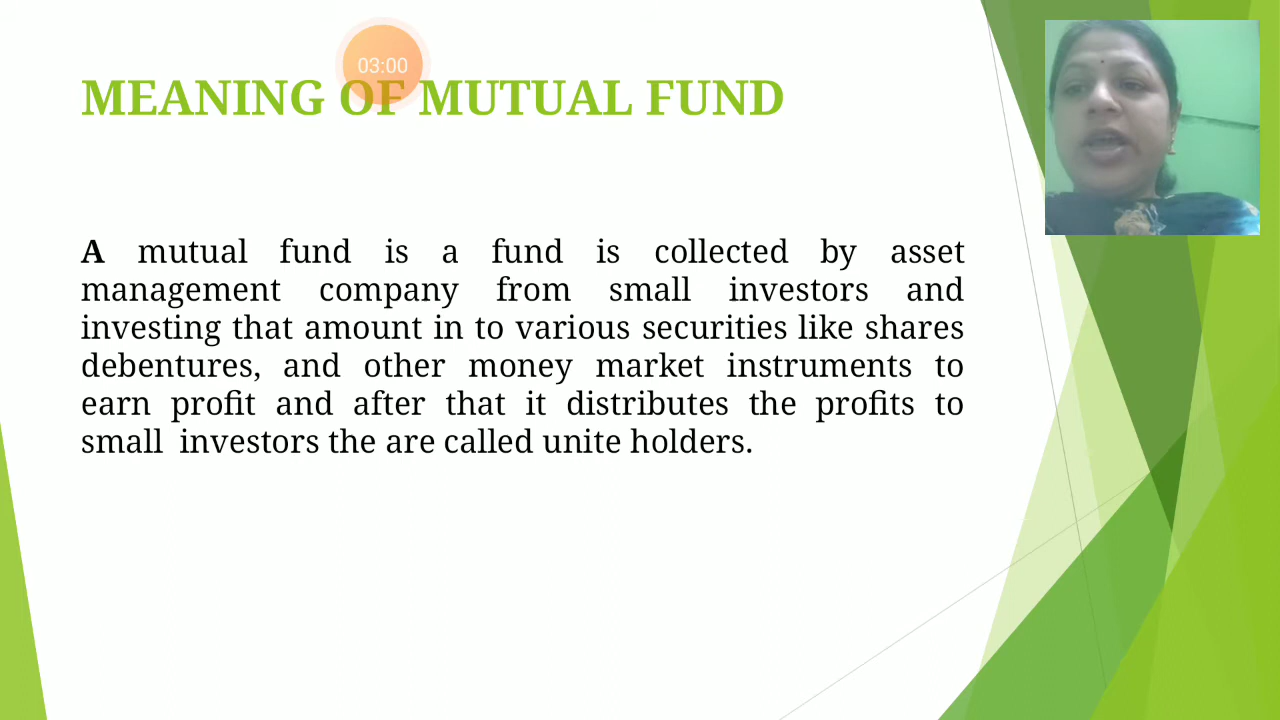 03:00
MEANING OF MUTUAL FUND
A mutual fund is a fund is collected by asset
management company from small investors and
investing that amount in to various securities like shares
debentures, and other money market instruments to
earn profit and after that it distributes the profits to
small investors the are called unite holders.